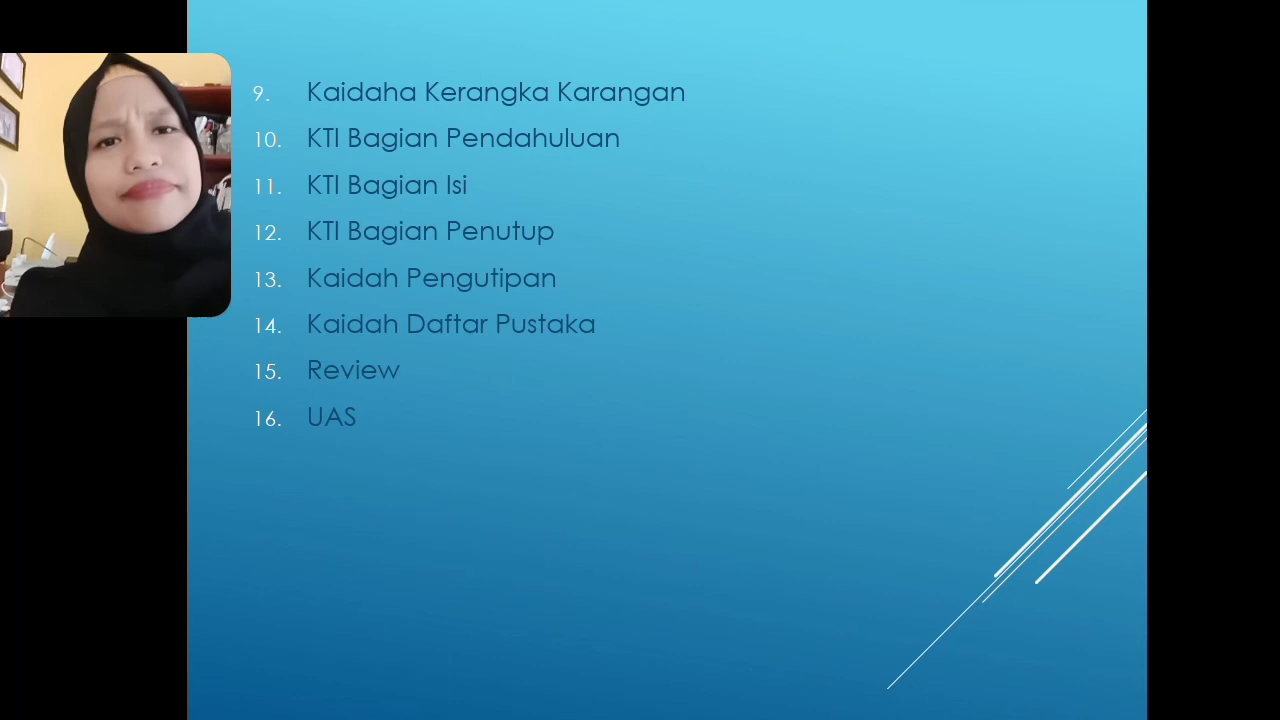 9. Kaidaha Kerangka Karangan
10. KTI Bagian Pendahuluan
11. KTI Bagian Isi
12. KTI Bagian Penutup
13. Kaidah Pengutipan
14. Kaidah Daftar Pustaka
15. Review
16. UAS